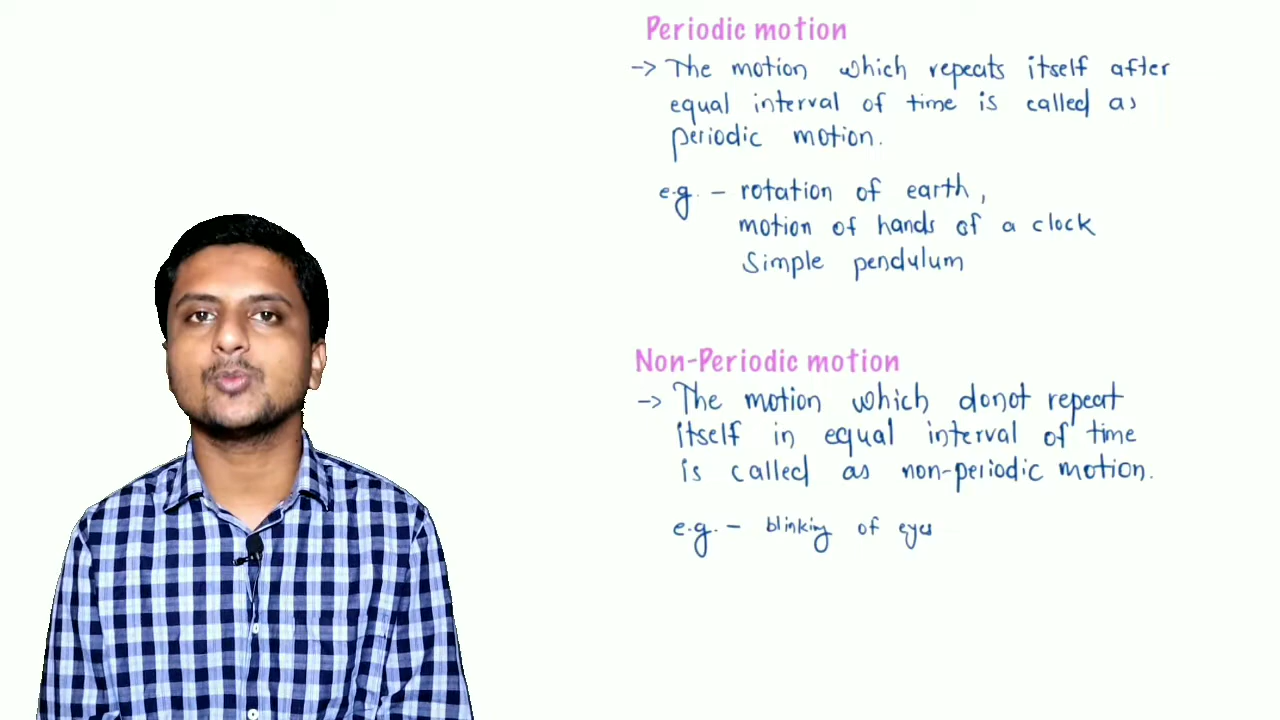 Periodic motion
-> The motion which repeats itself after
equal interval of time is called as
periodic motion.
e.g. - rotation of earth,
motion of hands of a clock
Simple pendulum
Non-Periodic motion
-> The motion which donot repeat
itself in equal interval of time
is called as non-periodic motion.
e.g. - blinking of eyes